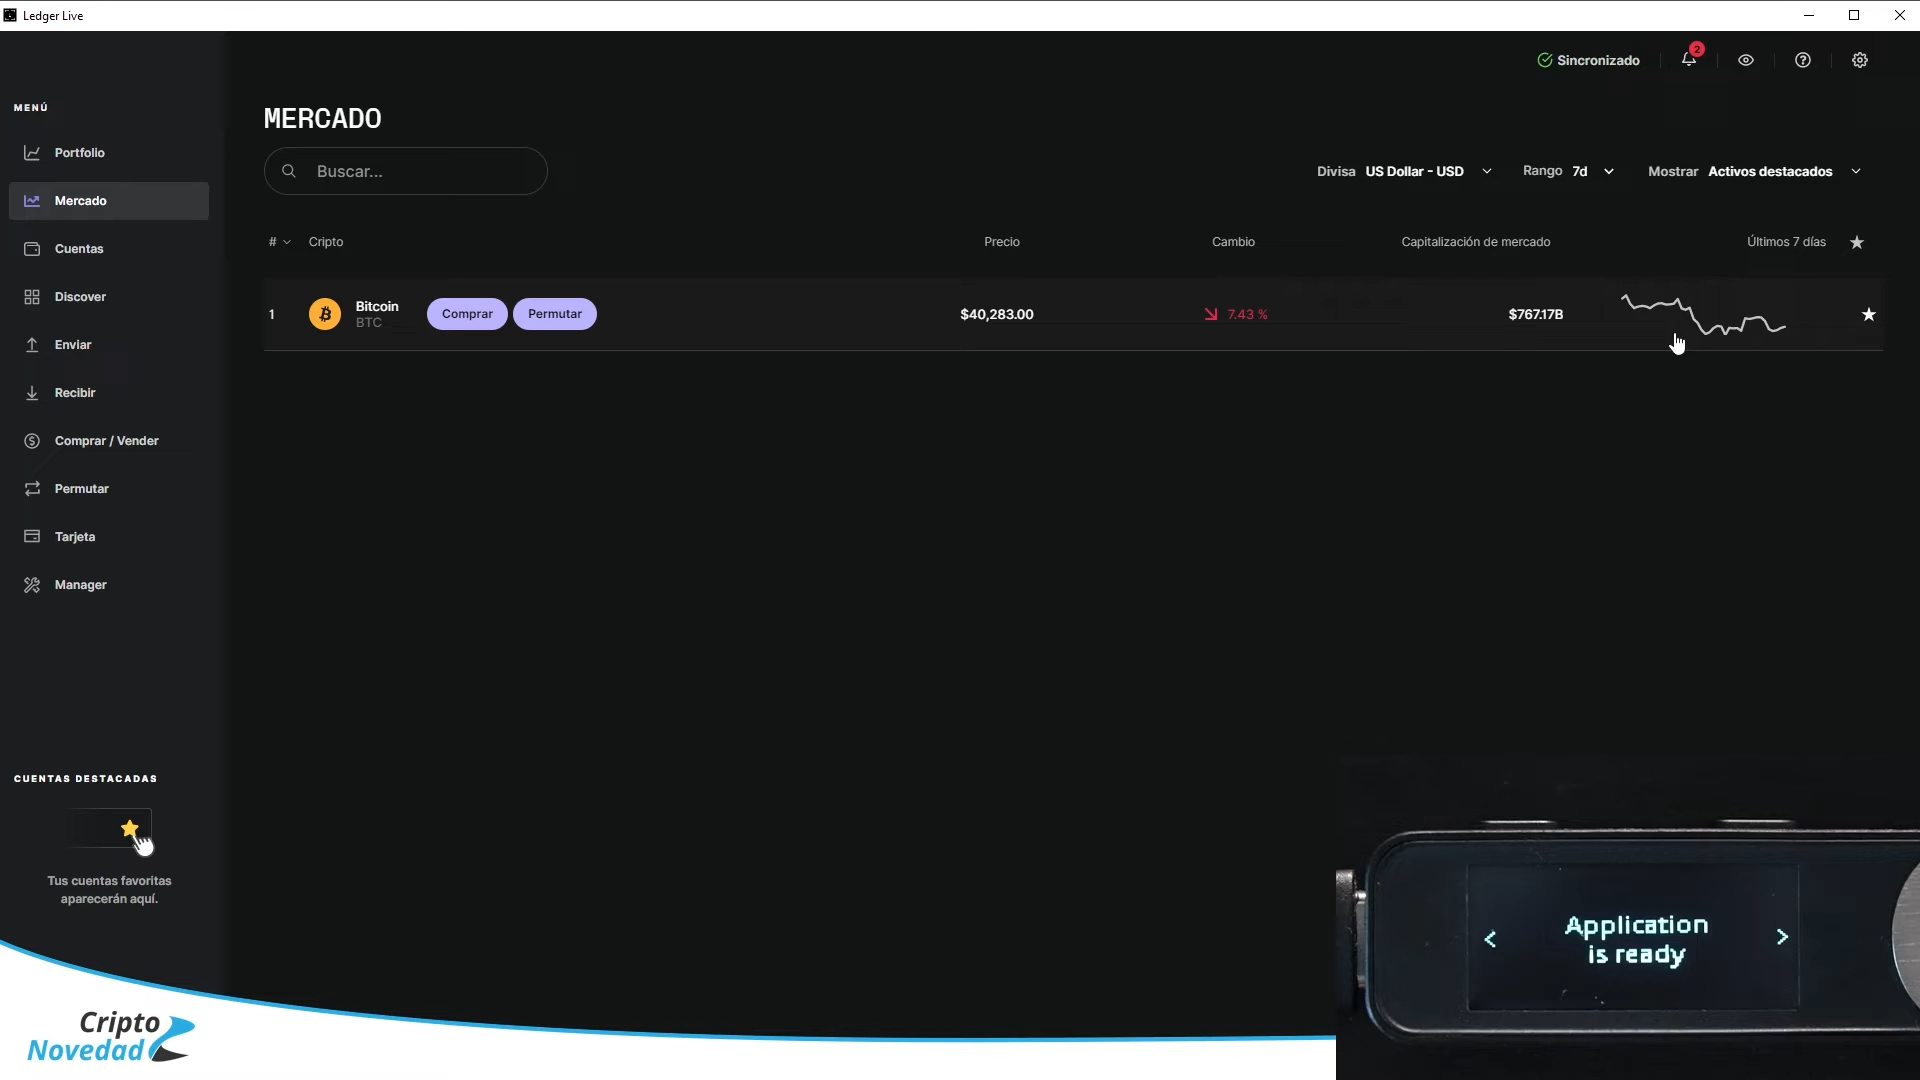 Ledger Live
Sincronizado
2
MENÚ
Portfolio
Mercado
Cuentas
Discover
Enviar
Recibir
Comprar / Vender
Permutar
Tarjeta
Manager
CUENTAS DESTACADAS
Tus cuentas favoritas
aparecerán aquí.
MERCADO
Buscar...
Divisa US Dollar - USD
Rango 7d
Mostrar Activos destacados
# Cripto Precio Cambio Capitalización de mercado Últimos 7 días
1 Bitcoin Comprar Permutar $40,283.00 7.43 % $767.17B
BTC
Application
is ready
Cripto
Novedad